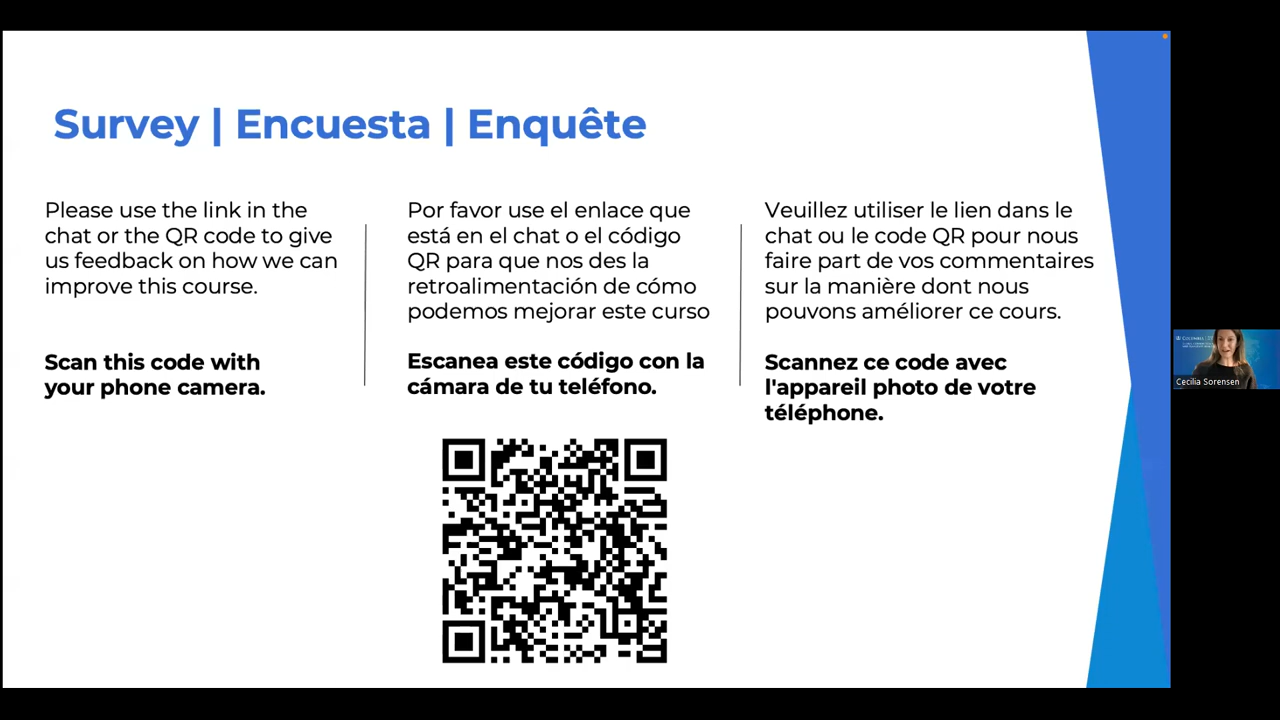 Survey | Encuesta | Enquête
Please use the link in the
chat or the QR code to give
us feedback on how we can
improve this course.
Scan this code with
your phone camera.
Por favor use el enlace que
está en el chat o el código
QR para que nos des la
retroalimentación de cómo
podemos mejorar este curso
Escanea este código con la
cámara de tu teléfono.
Veuillez utiliser le lien dans le
chat ou le code QR pour nous
faire part de vos commentaires
sur la manière dont nous
pouvons améliorer ce cours.
Scannez ce code avec
l'appareil photo de votre
téléphone.
Cecilia Sorensen